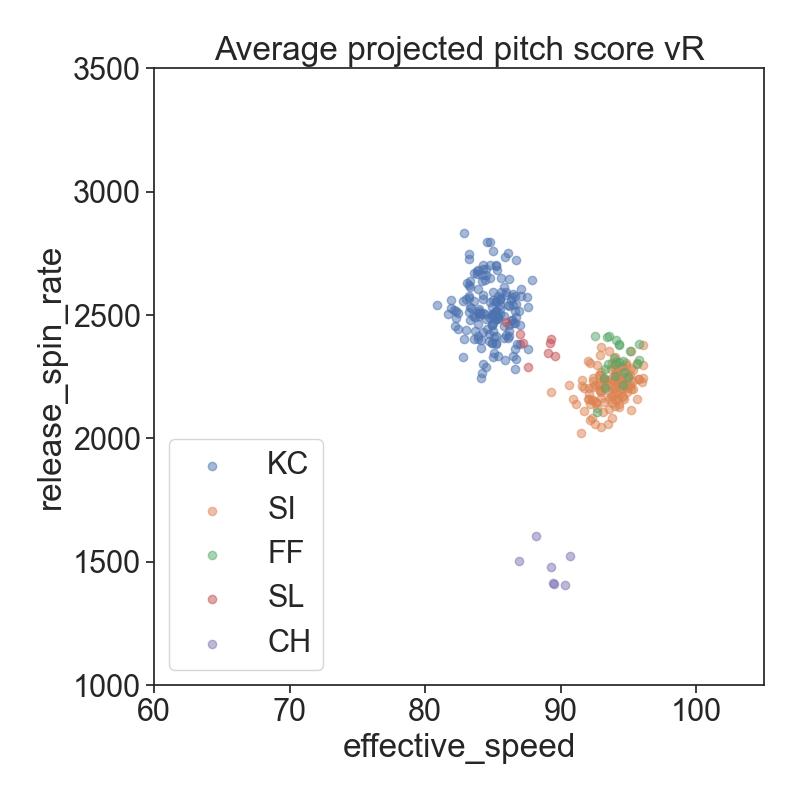 Average projected pitch score vR
3500
3000
2500
2000
1500
1000
release_spin_rate
KC
SI
FF
SL
CH
60 70 80 90 100
effective_speed